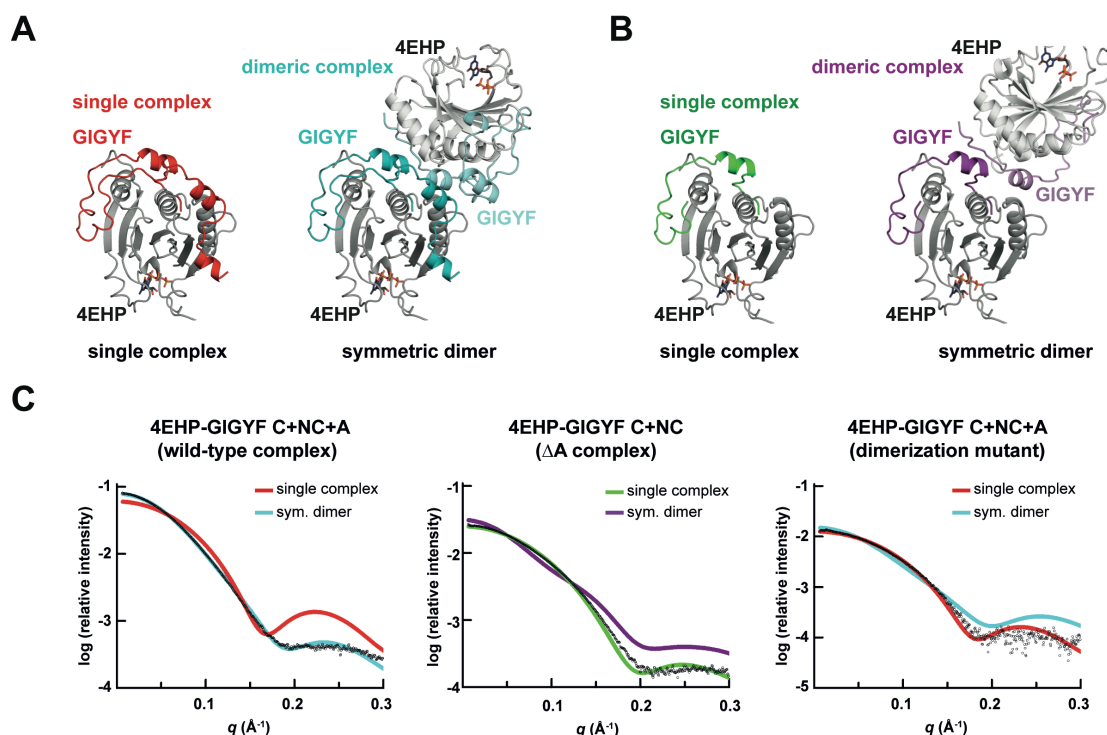 A
single complex
GIGYF
4EHP
single complex
dimeric complex
4EHP
GIGYF
GIGYF
4EHP
symmetric dimer
B
single complex
GIGYF
4EHP
single complex
dimeric complex
4EHP
GIGYF
GIGYF
4EHP
symmetric dimer
C
4EHP-GIGYF C+NC+A
(wild-type complex)
single complex
sym. dimer
log (relative intensity)
-1
-2
-3
-4
0.1
0.2
0.3
q (Å-1)
4EHP-GIGYF C+NC
(∆A complex)
single complex
sym. dimer
log (relative intensity)
-1
-2
-3
-4
0.1
0.2
0.3
q (Å-1)
4EHP-GIGYF C+NC+A
(dimerization mutant)
single complex
sym. dimer
log (relative intensity)
-1
-2
-3
-4
-5
0.1
0.2
0.3
q (Å-1)